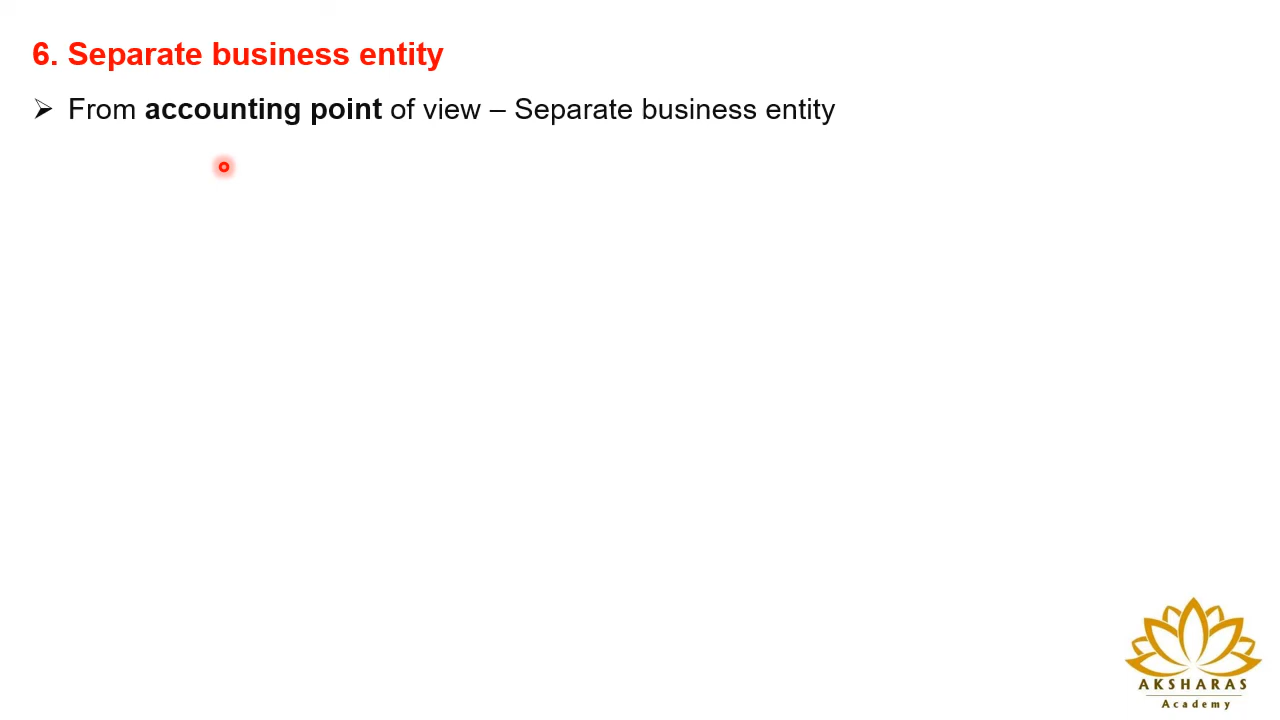 6. Separate business entity
➢ From accounting point of view – Separate business entity
AKSHARAS
Academy